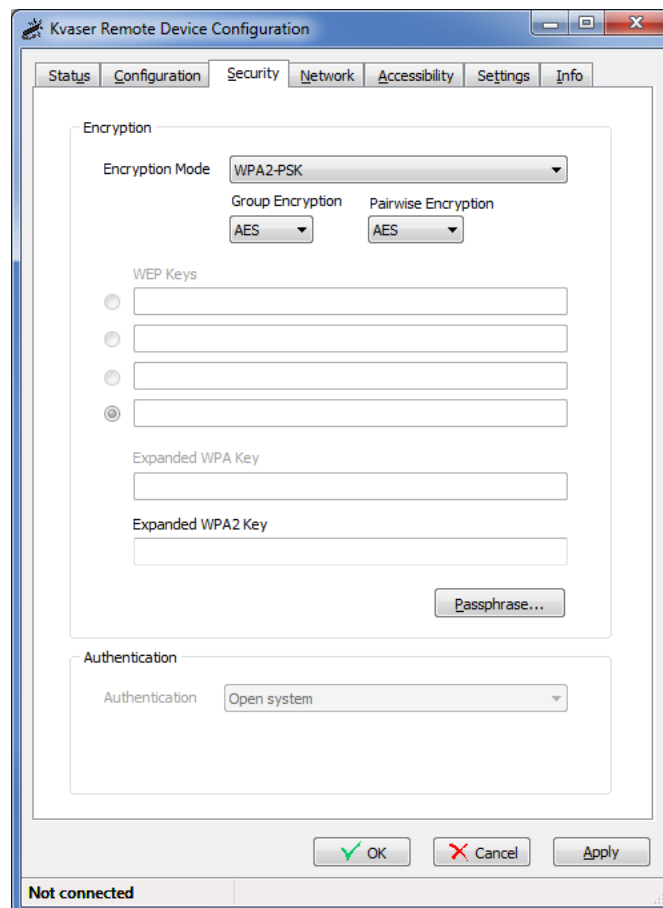 Kvaser Remote Device Configuration
Status Configuration Security Network Accessibility Settings Info
Encryption
Encryption Mode WPA2-PSK
Group Encryption Pairwise Encryption
AES AES
WEP Keys
Expanded WPA Key
Expanded WPA2 Key
Passphrase...
Authentication
Authentication Open system
OK Cancel Apply
Not connected